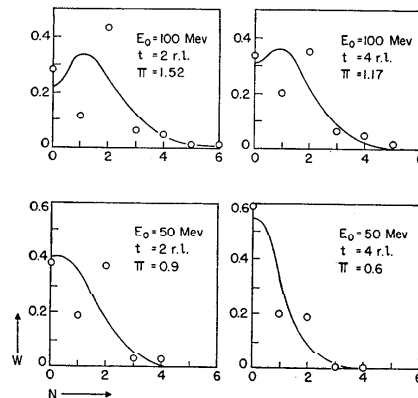 0.4
0.2
0
0 2 4 6
E₀=100 Mev
t = 2 r.l.
π = 1.52
0.4
0.2
0
0 2 4 6
E₀=100 Mev
t = 4 r.l.
π = 1.17
0.6
0.4
0.2
W
0 2 4 6
N
E₀= 50 Mev
t = 2 r.l.
π = 0.9
0.6
0.4
0.2
0
0 2 4 6
E₀= 50 Mev
t = 4 r.l.
π = 0.6